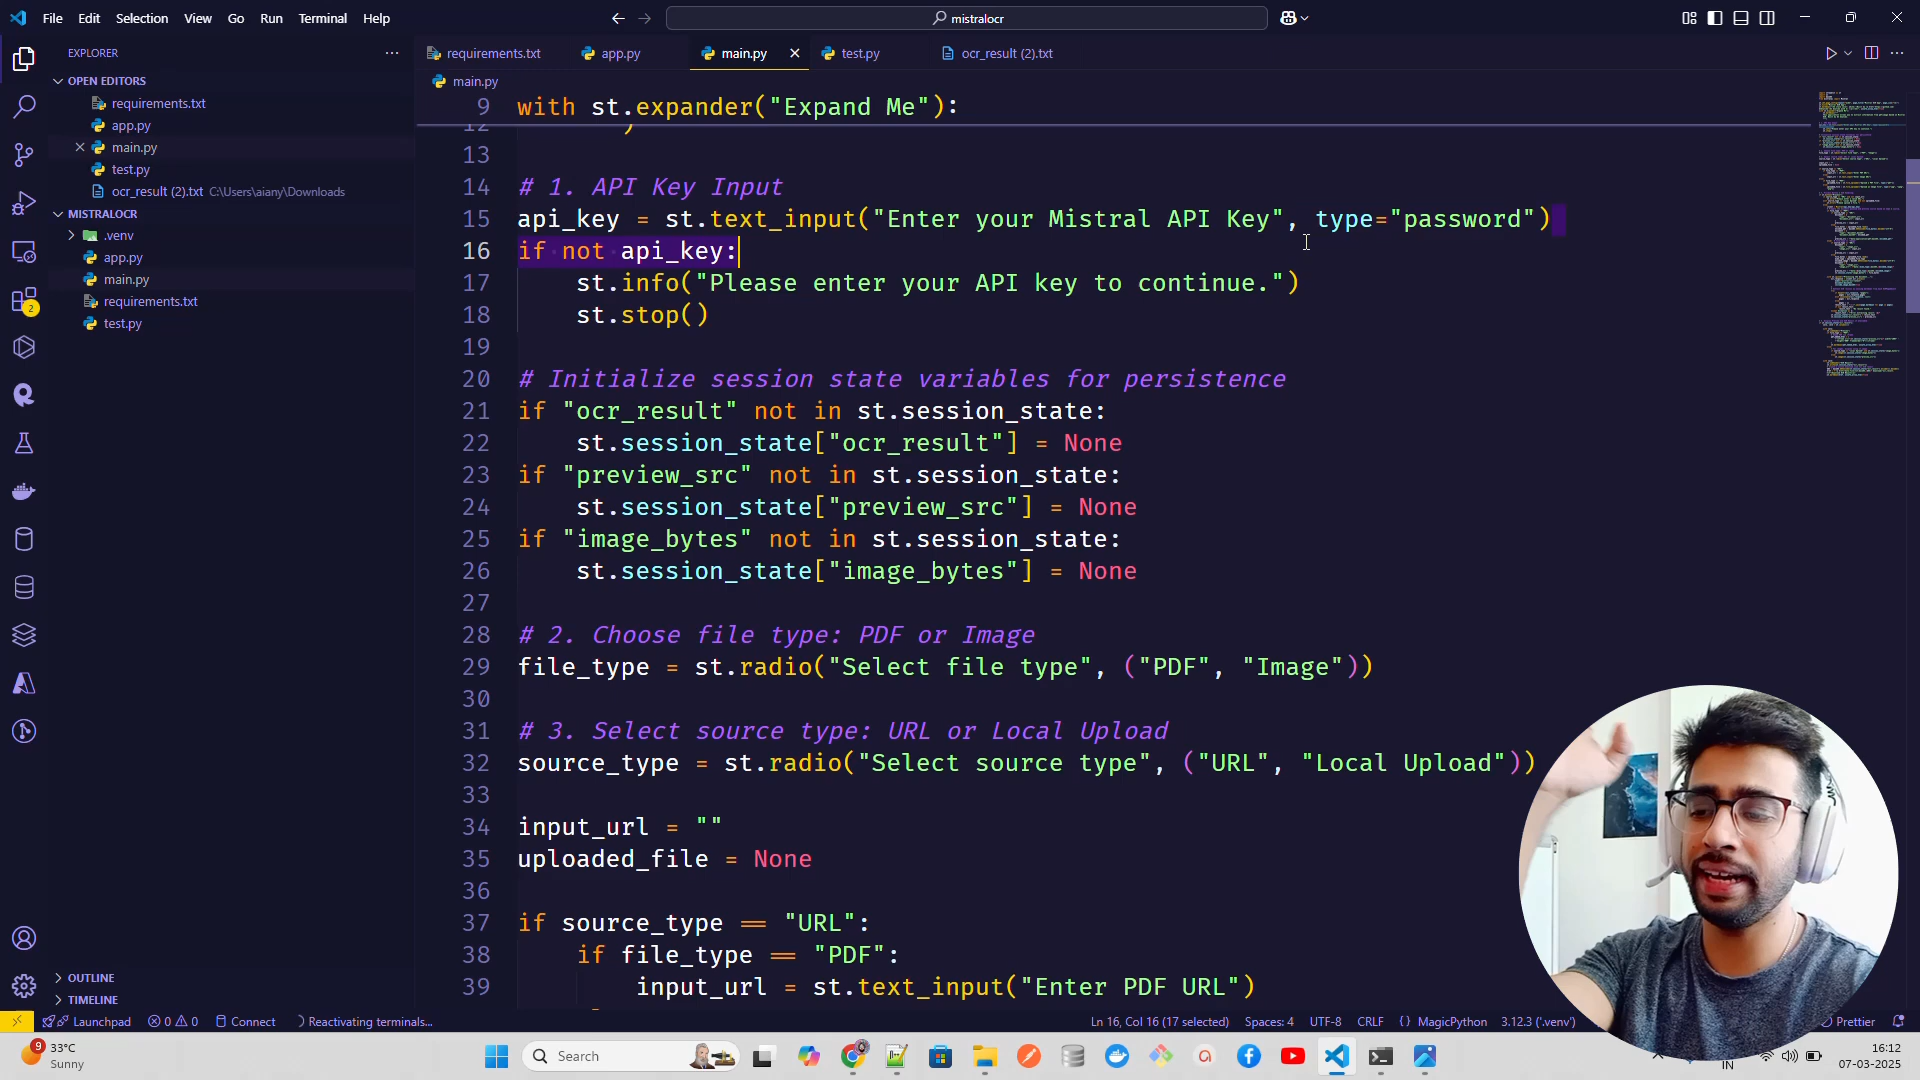 File Edit Selection View Go Run Terminal Help
mistralocr
EXPLORER
OPEN EDITORS
requirements.txt
app.py
main.py
test.py
ocr_result (2).txt C:\Users\aiany\Downloads
MISTRALOCR
.venv
app.py
main.py
requirements.txt
test.py
OUTLINE
TIMELINE
2
requirements.txt app.py main.py test.py ocr_result (2).txt
main.py
9 with st.expander("Expand Me"):
12 )
13
14 # 1. API Key Input
15 api_key = st.text_input("Enter your Mistral API Key", type="password")
16 if not api_key:
17 st.info("Please enter your API key to continue.")
18 st.stop()
19
20 # Initialize session state variables for persistence
21 if "ocr_result" not in st.session_state:
22 st.session_state["ocr_result"] = None
23 if "preview_src" not in st.session_state:
24 st.session_state["preview_src"] = None
25 if "image_bytes" not in st.session_state:
26 st.session_state["image_bytes"] = None
27
28 # 2. Choose file type: PDF or Image
29 file_type = st.radio("Select file type", ("PDF", "Image"))
30
31 # 3. Select source type: URL or Local Upload
32 source_type = st.radio("Select source type", ("URL", "Local Upload"))
33
34 input_url = ""
35 uploaded_file = None
36
37 if source_type == "URL":
38 if file_type == "PDF":
39 input_url = st.text_input("Enter PDF URL")
Launchpad 0 0 Connect Reactivating terminals...
Ln 16, Col 16 (17 selected) Spaces: 4 UTF-8 CRLF {} MagicPython 3.12.3 ('.venv') Prettier
9 33°C
Sunny
Search
IN
16:12
07-03-2025